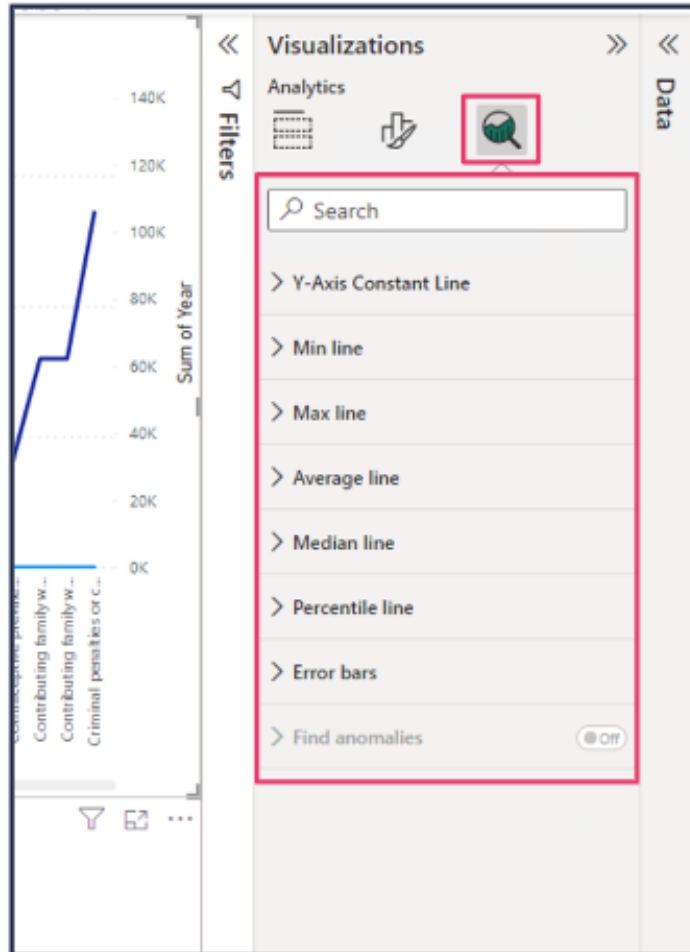 140K
120K
100K
80K
60K
40K
20K
0K
Sum of Year
Contributing family w...
Contributing family w...
Criminal penalties or c...
Filters
Visualizations
Analytics
Search
Y-Axis Constant Line
Min line
Max line
Average line
Median line
Percentile line
Error bars
Find anomalies
Off
Data